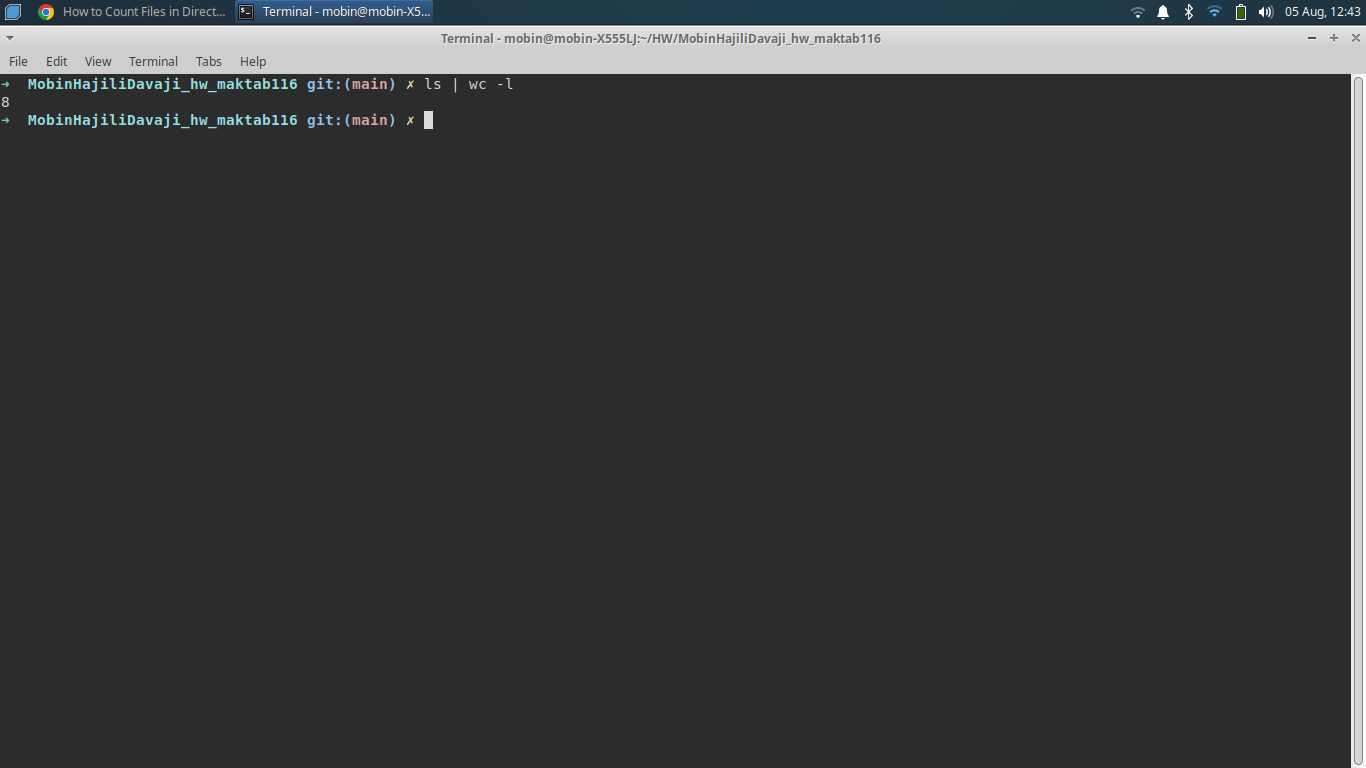 How to Count Files in Direct... Terminal - mobin@mobin-X5... 05 Aug, 12:43
Terminal - mobin@mobin-X555LJ:~/HW/MobinHajiliDavaji_hw_maktab116
File Edit View Terminal Tabs Help
➜ MobinHajiliDavaji_hw_maktab116 git:(main) ✗ ls | wc -l
8
➜ MobinHajiliDavaji_hw_maktab116 git:(main) ✗